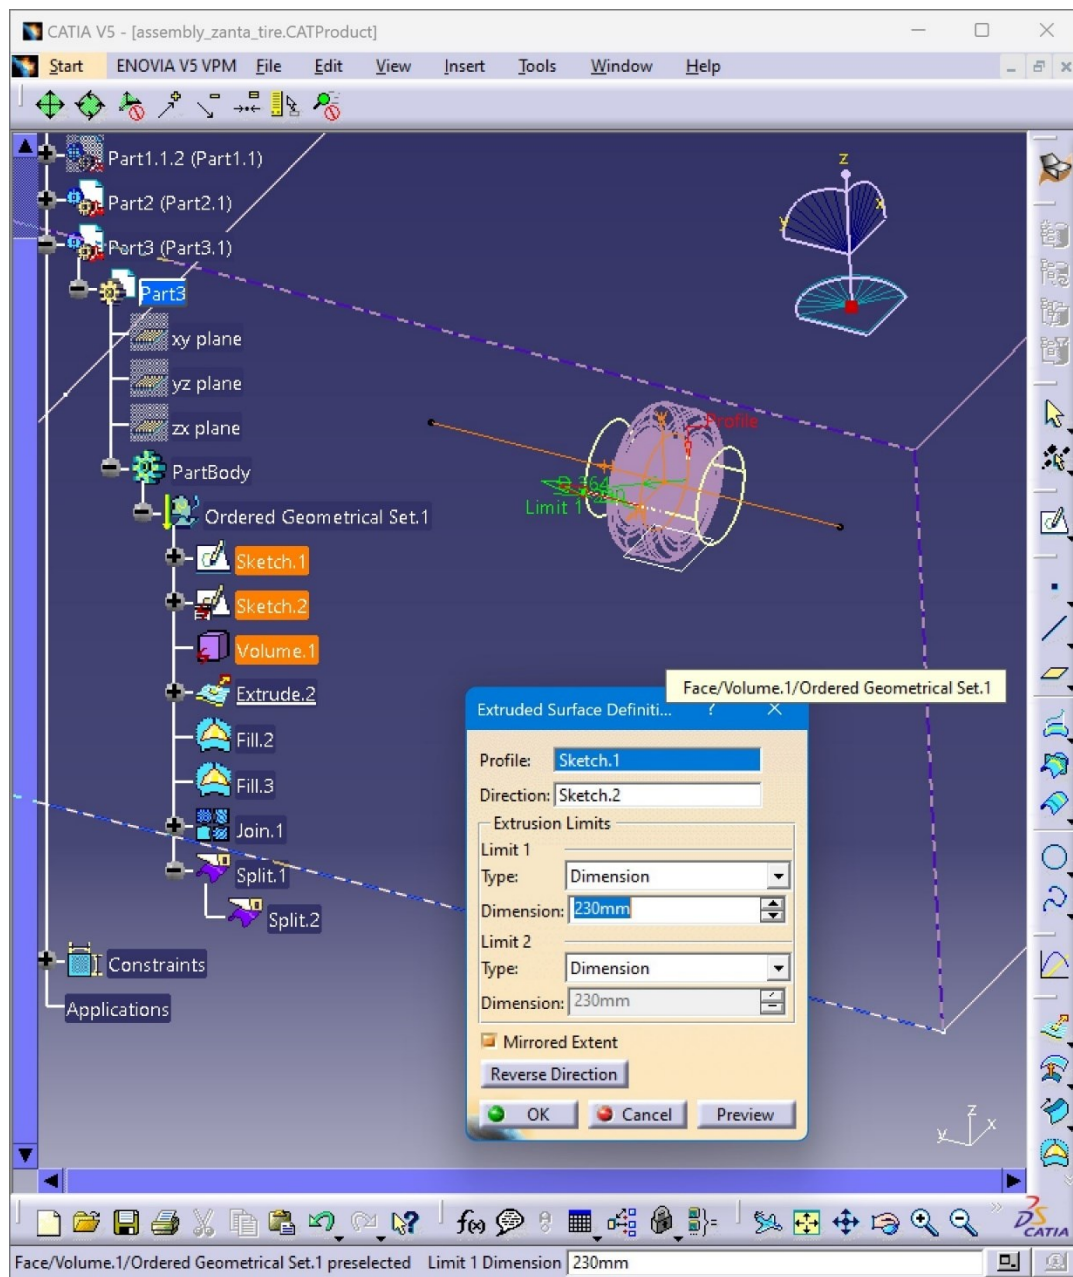 CATIA V5 - [assembly_zanta_tire.CATProduct]
Start ENOVIA V5 VPM File Edit View Insert Tools Window Help
Part1.1.2 (Part1.1)
Part2 (Part2.1)
Part3 (Part3.1)
Part3
xy plane
yz plane
zx plane
PartBody
Ordered Geometrical Set.1
Sketch.1
Sketch.2
Volume.1
Extrude.2
Fill.2
Fill.3
Join.1
Split.1
Split.2
Constraints
Applications
z
y x
Profile
Limit 1
Face/Volume.1/Ordered Geometrical Set.1
Extruded Surface Definiti... ?
Profile: Sketch.1
Direction: Sketch.2
Extrusion Limits
Limit 1
Type: Dimension
Dimension: 230mm
Limit 2
Type: Dimension
Dimension: 230mm
Mirrored Extent
Reverse Direction
OK Cancel Preview
z
y x
f(x)
CATIA
Face/Volume.1/Ordered Geometrical Set.1 preselected Limit 1 Dimension 230mm